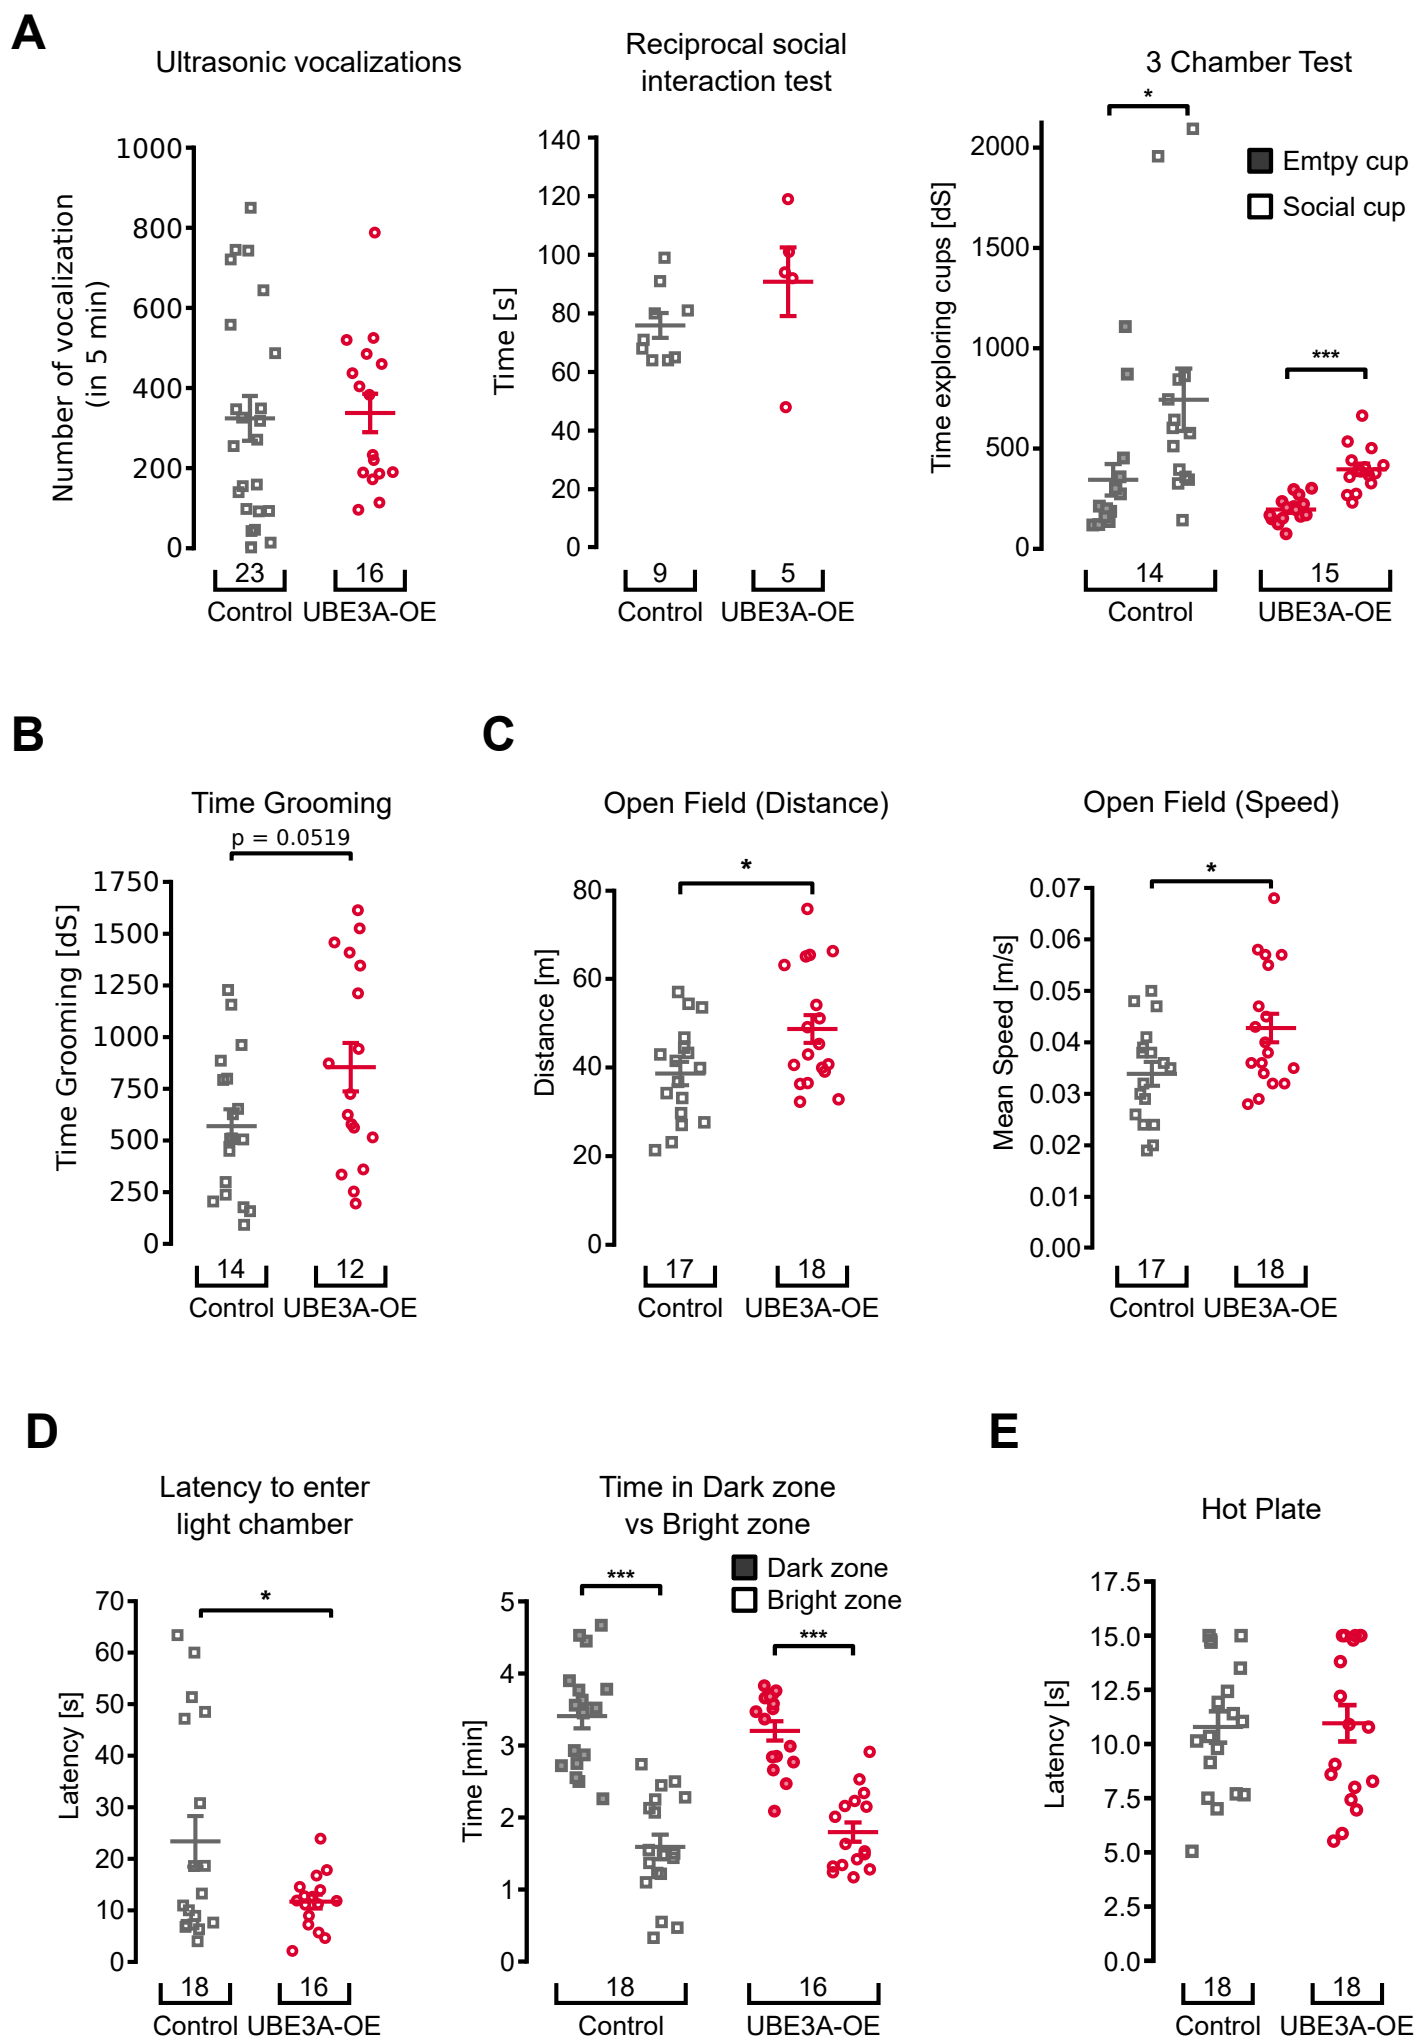 A
Ultrasonic vocalizations
Number of vocalization
(in 5 min)
1000
800
600
400
200
0
23
16
Control
UBE3A-OE
Reciprocal social
interaction test
Time [s]
140
120
100
80
60
40
20
0
9
5
Control
UBE3A-OE
3 Chamber Test
*
***
Emtpy cup
Social cup
Time exploring cups [dS]
2000
1500
1000
500
0
14
15
Control
UBE3A-OE
B
Time Grooming
p = 0.0519
Time Grooming [dS]
1750
1500
1250
1000
750
500
250
0
14
12
Control
UBE3A-OE
C
Open Field (Distance)
*
Distance [m]
80
60
40
20
0
17
18
Control
UBE3A-OE
Open Field (Speed)
*
Mean Speed [m/s]
0.07
0.06
0.05
0.04
0.03
0.02
0.01
0.00
17
18
Control
UBE3A-OE
D
Latency to enter
light chamber
*
Latency [s]
70
60
50
40
30
20
10
0
18
16
Control
UBE3A-OE
Time in Dark zone
vs Bright zone
Dark zone
Bright zone
***
***
Time [min]
5
4
3
2
1
0
18
16
Control
UBE3A-OE
E
Hot Plate
Latency [s]
17.5
15.0
12.5
10.0
7.5
5.0
2.5
0.0
18
18
Control
UBE3A-OE